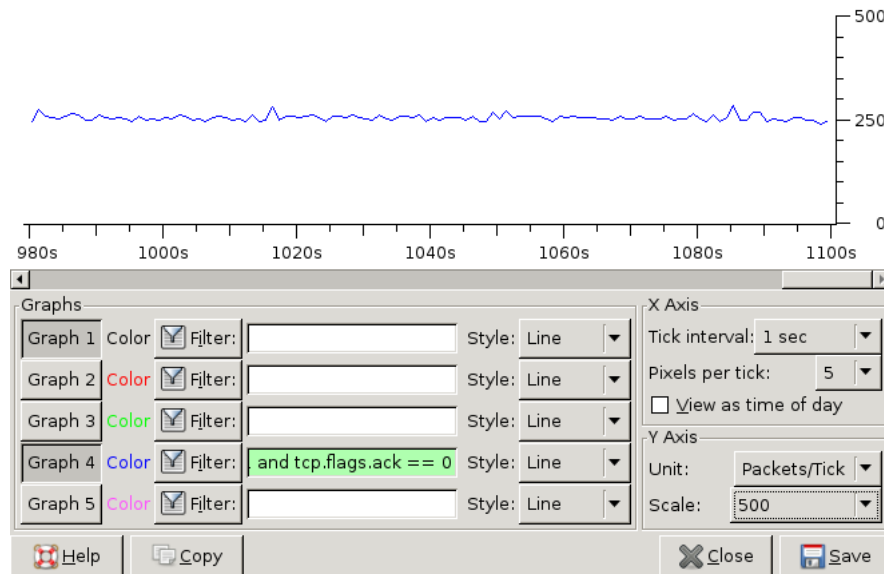 500
250
0
980s 1000s 1020s 1040s 1060s 1080s 1100s
Graphs
Graph 1 Color Filter: Style: Line
Graph 2 Color Filter: Style: Line
Graph 3 Color Filter: Style: Line
Graph 4 Color Filter: . and tcp.flags.ack == 0 Style: Line
Graph 5 Color Filter: Style: Line
X Axis
Tick interval: 1 sec
Pixels per tick: 5
View as time of day
Y Axis
Unit: Packets/Tick
Scale: 500
Help Copy Close Save